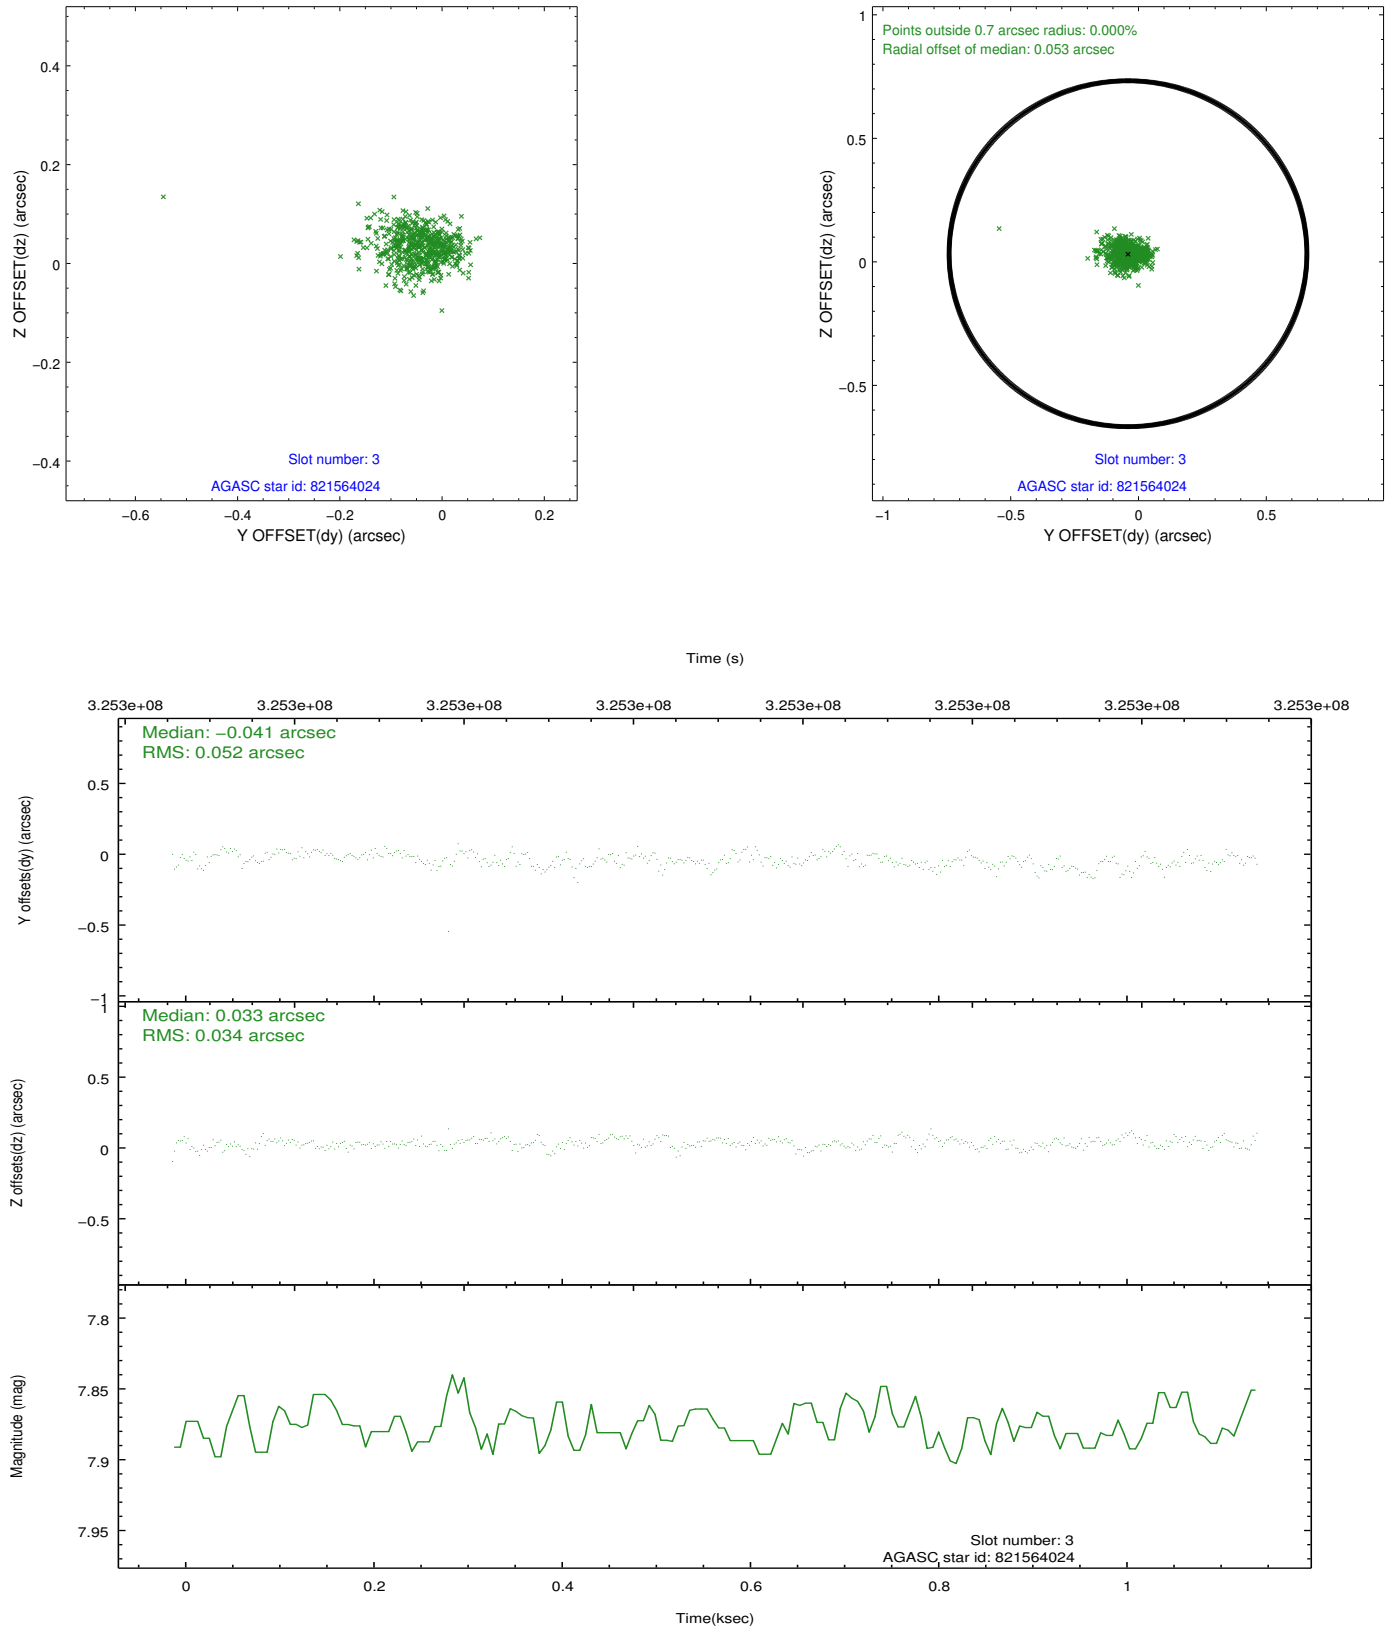 0.4
0.2
0
−0.2
−0.4
Z OFFSET(dz) (arcsec)
Slot number: 3
AGASC star id: 821564024
−0.6 −0.4 −0.2 0 0.2
Y OFFSET(dy) (arcsec)
Points outside 0.7 arcsec radius: 0.000%
Radial offset of median: 0.053 arcsec
1
0.5
0
−0.5
Z OFFSET(dz) (arcsec)
Slot number: 3
AGASC star id: 821564024
−1 −0.5 0 0.5
Y OFFSET(dy) (arcsec)
Time (s)
3.253e+08 3.253e+08 3.253e+08 3.253e+08 3.253e+08 3.253e+08 3.253e+08 3.253e+08
Median: −0.041 arcsec
RMS: 0.052 arcsec
0.5
0
−0.5
−1
Y offsets(dy) (arcsec)
Median: 0.033 arcsec
RMS: 0.034 arcsec
1
0.5
0
−0.5
Z offsets(dz) (arcsec)
7.8
7.85
7.9
7.95
Magnitude (mag)
Slot number: 3
AGASC star id: 821564024
0 0.2 0.4 0.6 0.8 1
Time(ksec)